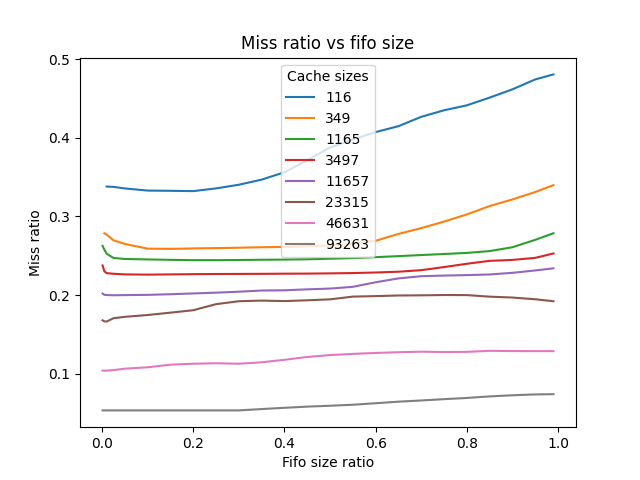 Miss ratio vs fifo size
Miss ratio
0.5
0.4
0.3
0.2
0.1
Cache sizes
116
349
1165
3497
11657
23315
46631
93263
0.0 0.2 0.4 0.6 0.8 1.0
Fifo size ratio